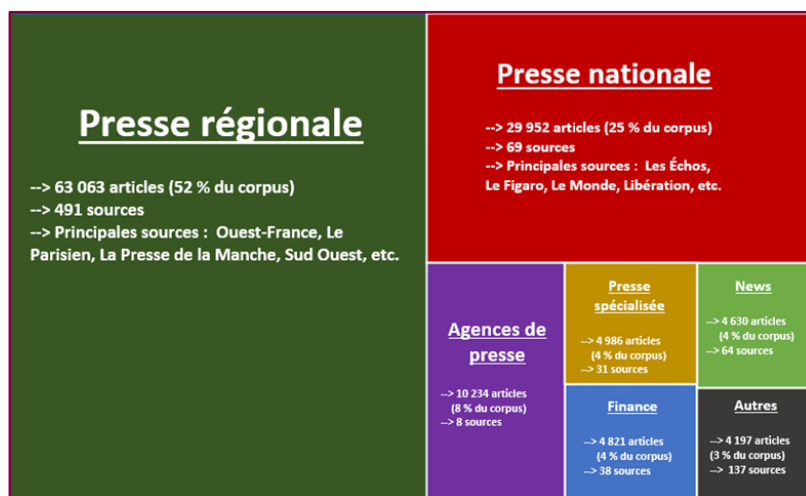 Presse régionale
--> 63 063 articles (52 % du corpus)
--> 491 sources
--> Principales sources : Ouest-France, Le
Parisien, La Presse de la Manche, Sud Ouest, etc.
Presse nationale
--> 29 952 articles (25 % du corpus)
--> 69 sources
--> Principales sources : Les Échos,
Le Figaro, Le Monde, Libération, etc.
Agences de
presse
--> 10 234 articles
(8 % du corpus)
--> 8 sources
Presse
spécialisée
--> 4 986 articles
(4 % du corpus)
--> 31 sources
News
--> 4 630 articles
(4 % du corpus)
--> 64 sources
Finance
--> 4 821 articles
(4 % du corpus)
--> 38 sources
Autres
--> 4 197 articles
(3 % du corpus)
--> 137 sources